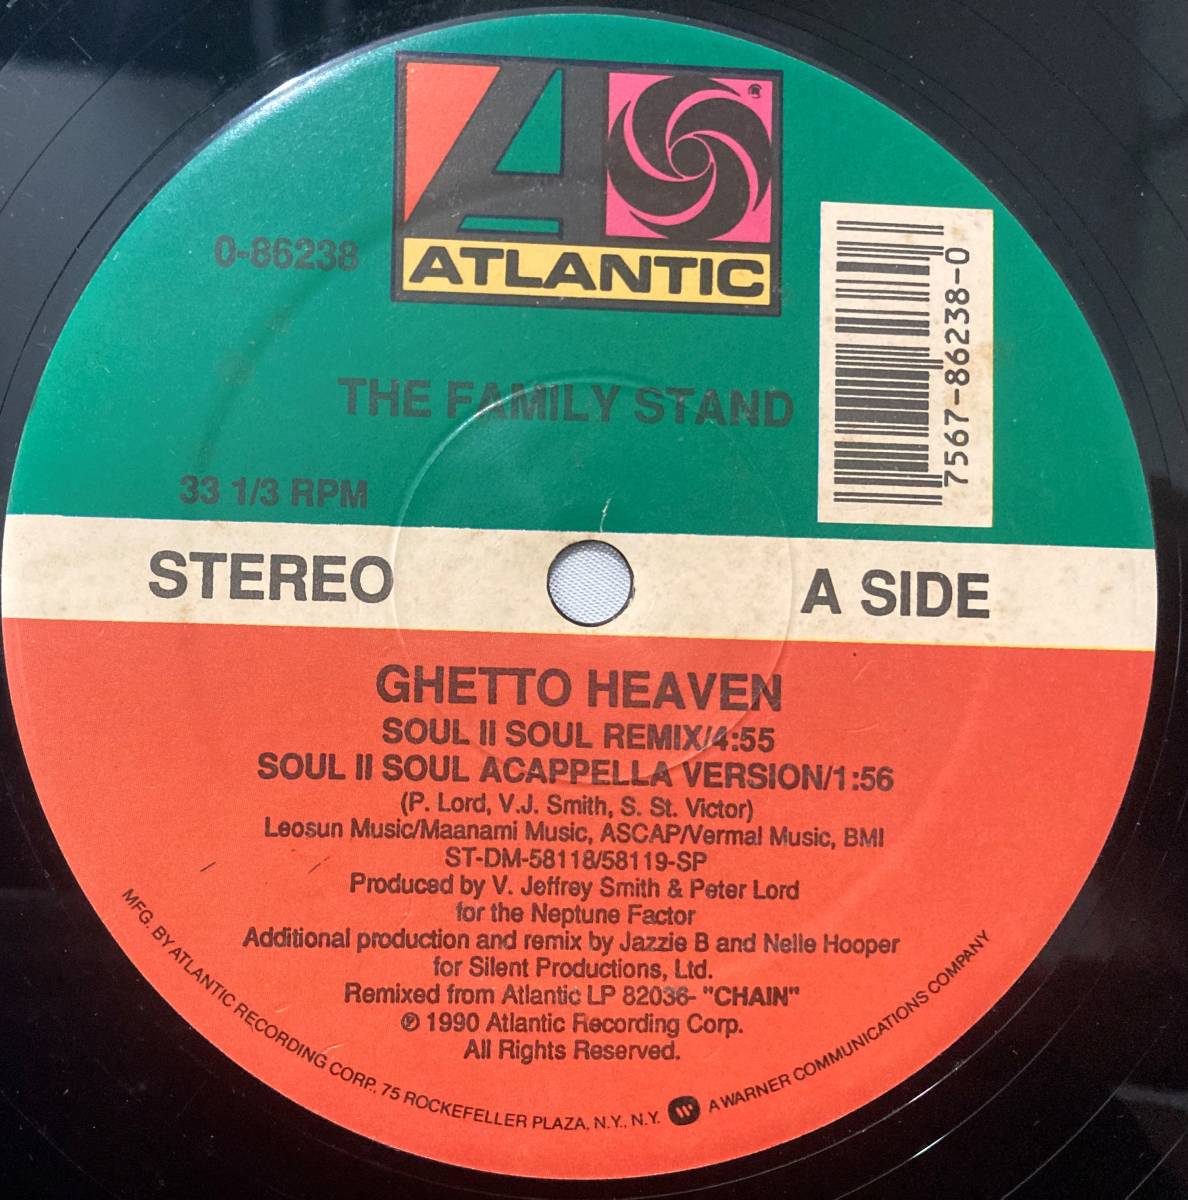 ATLANTIC
0-86238
7567-86238-0
THE FAMILY STAND
33 1/3 RPM
STEREO
A SIDE
GHETTO HEAVEN
SOUL II SOUL REMIX/4:55
SOUL II SOUL ACAPPELLA VERSION/1:56
(P. Lord, V.J. Smith, S. St. Victor)
Leosun Music/Maanami Music, ASCAP/Vermal Music, BMI
ST-DM-58118/58119-SP
Produced by V. Jeffrey Smith & Peter Lord
for the Neptune Factor
Additional production and remix by Jazzie B and Nelle Hooper
for Silent Productions, Ltd.
Remixed from Atlantic LP 82036- "CHAIN"
℗ 1990 Atlantic Recording Corp.
All Rights Reserved.
MFG. BY ATLANTIC RECORDING CORP., 75 ROCKEFELLER PLAZA, N.Y., N.Y. A WARNER COMMUNICATIONS COMPANY